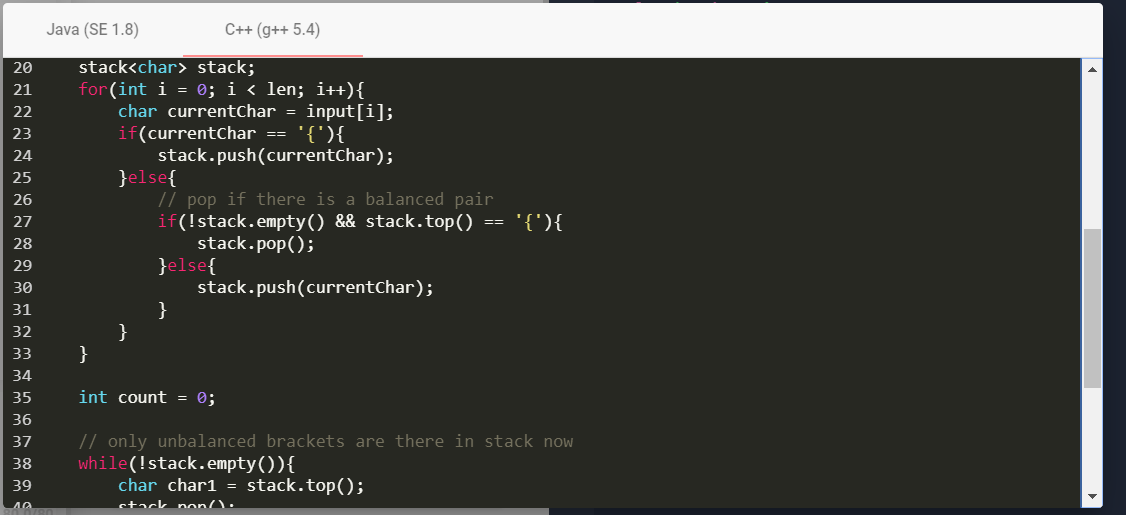 Java (SE 1.8) C++ (g++ 5.4)
20 stack<char> stack;
21 for(int i = 0; i < len; i++){
22 char currentChar = input[i];
23 if(currentChar == '{'){
24 stack.push(currentChar);
25 }else{
26 // pop if there is a balanced pair
27 if(!stack.empty() && stack.top() == '{'){
28 stack.pop();
29 }else{
30 stack.push(currentChar);
31 }
32 }
33 }
34
35 int count = 0;
36
37 // only unbalanced brackets are there in stack now
38 while(!stack.empty()){
39 char char1 = stack.top();
40 stack.pop();